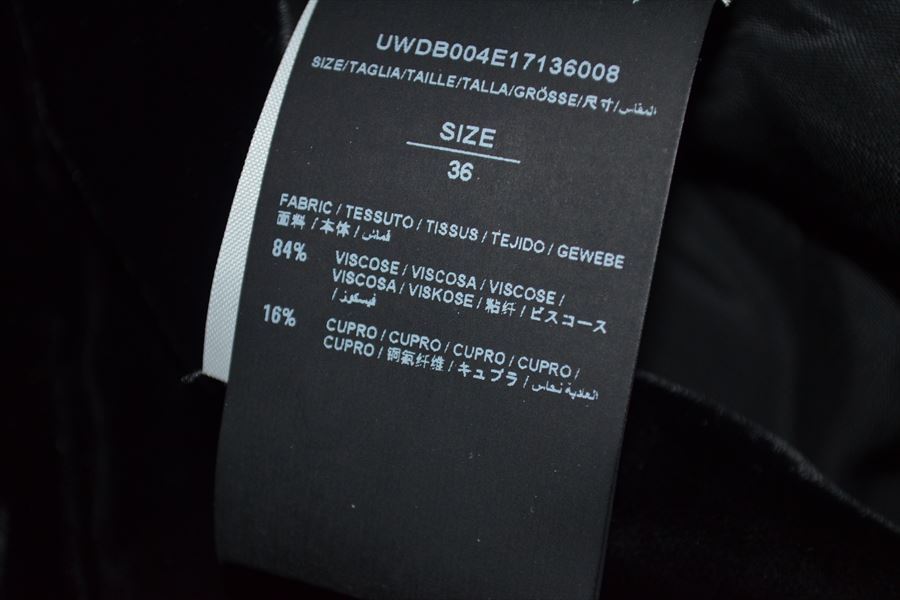 UWDB004E17136008
SIZE/TAGLIA/TAILLE/TALLA/GRÖSSE/尺寸/المقاس
SIZE
36
FABRIC / TESSUTO / TISSUS / TEJIDO / GEWEBE
面料 / 本体 / قماش
84% VISCOSE / VISCOSA / VISCOSE /
VISCOSA / VISKOSE / 粘纤 / ビスコース
/ فيسكوز
16% CUPRO / CUPRO / CUPRO / CUPRO /
CUPRO / 铜氨纤维 / キュプラ / العادية نحاس